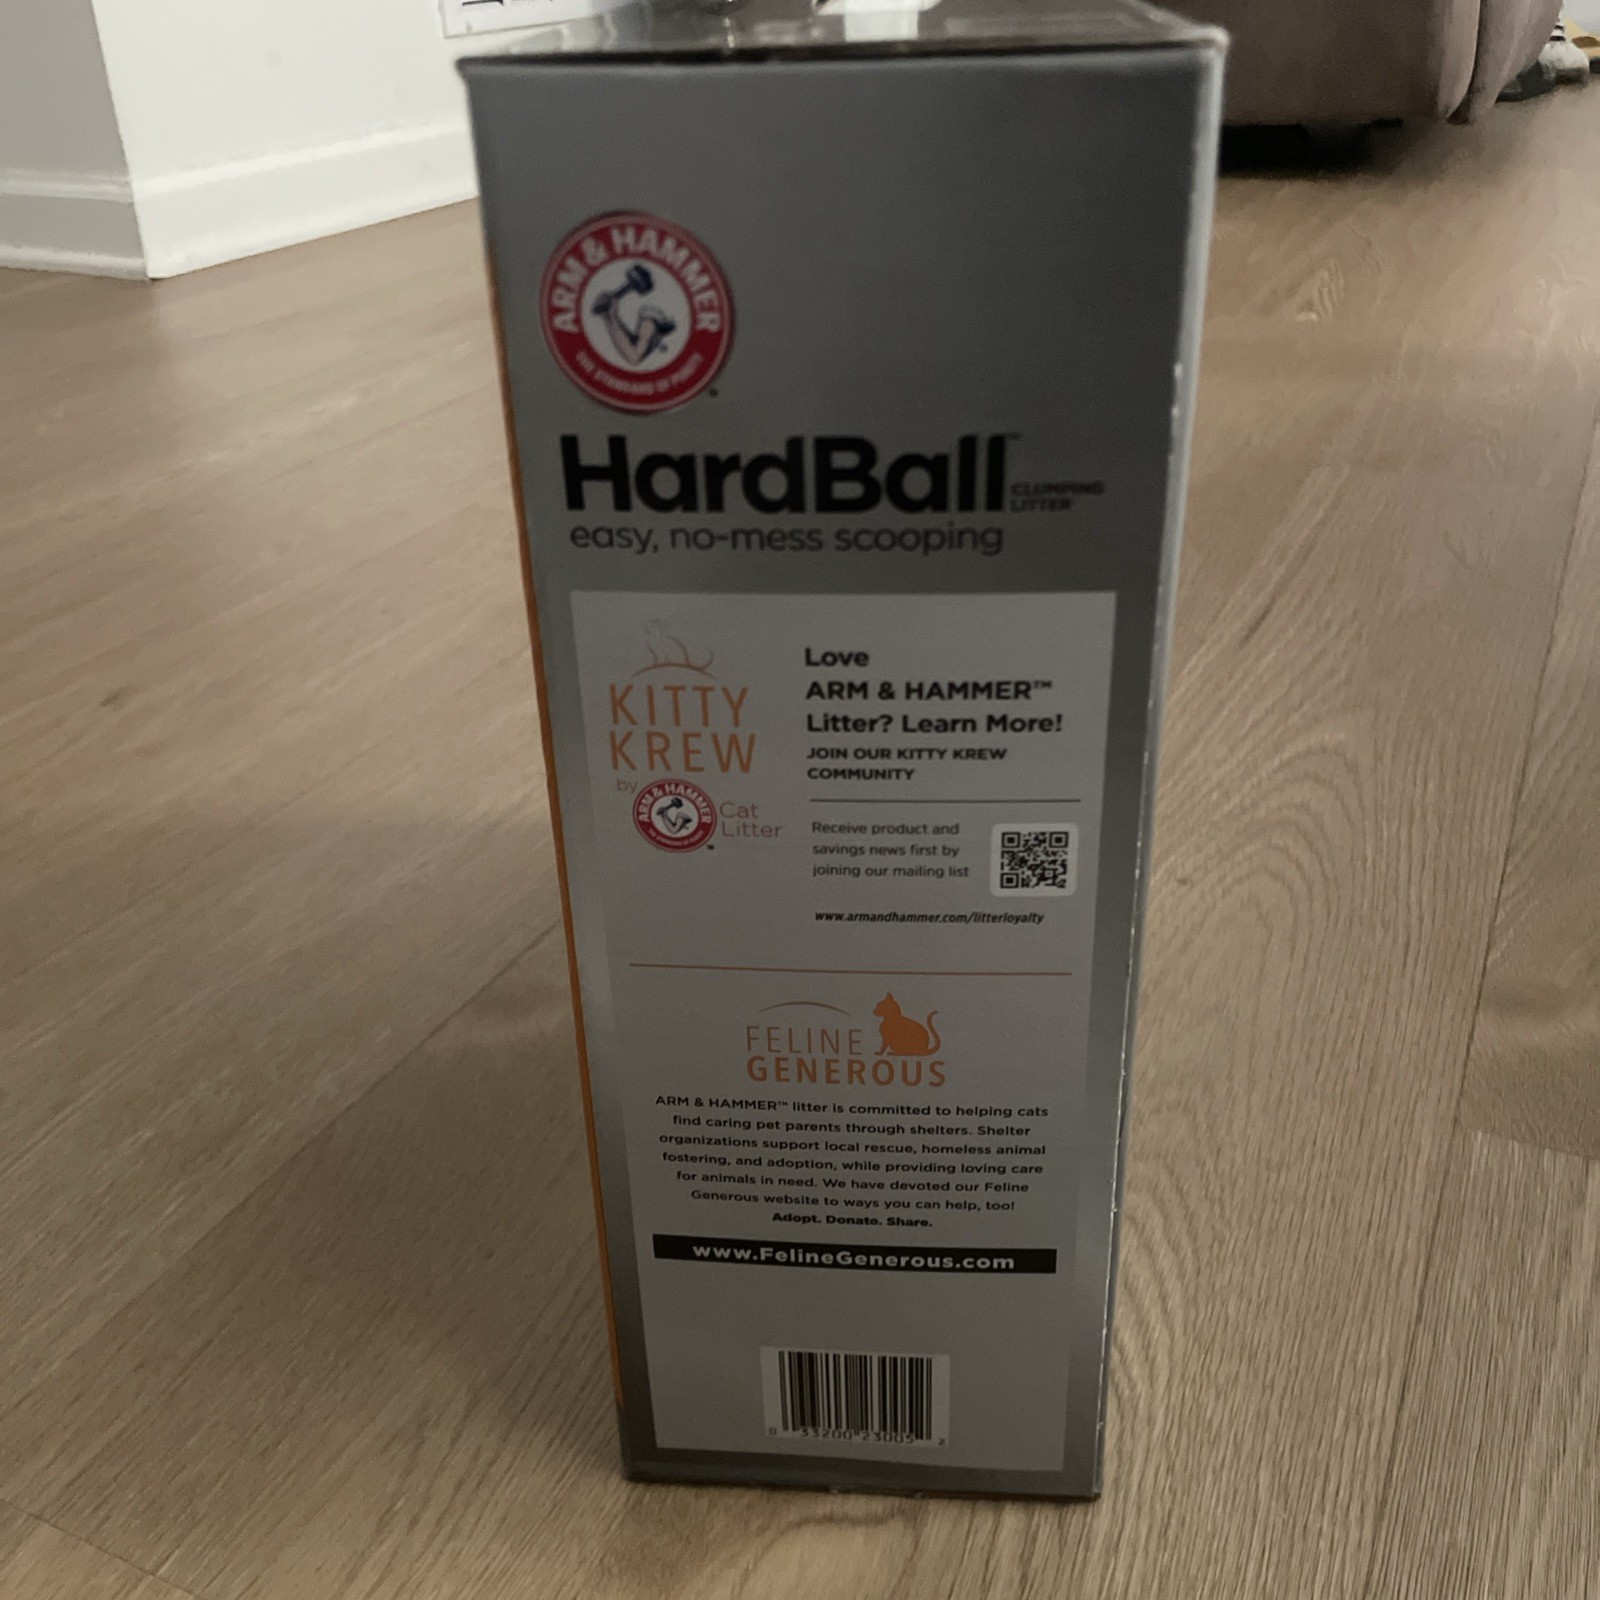 ARM & HAMMER
THE STANDARD OF PURITY
™
HardBall™
CLUMPING
LITTER
easy, no-mess scooping
KITTY
KREW
by
ARM & HAMMER
™
Cat
Litter
Love
ARM & HAMMER™
Litter? Learn More!
JOIN OUR KITTY KREW
COMMUNITY
Receive product and
savings news first by
joining our mailing list
www.armandhammer.com/litterloyalty
FELINE
GENEROUS
ARM & HAMMER™ litter is committed to helping cats
find caring pet parents through shelters. Shelter
organizations support local rescue, homeless animal
fostering, and adoption, while providing loving care
for animals in need. We have devoted our Feline
Generous website to ways you can help, too!
Adopt. Donate. Share.
www.FelineGenerous.com
0 33200 23005 2